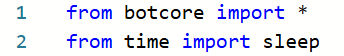 1 from botcore import *
2 from time import sleep